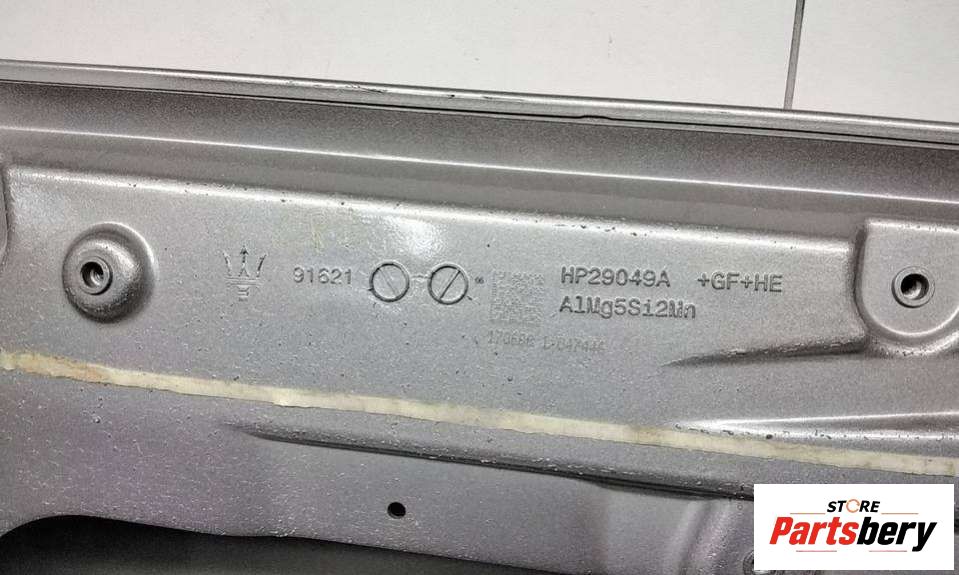 91621
HP29049A +GF+HE
AlMg5Si2Mn
STORE
Partsbery